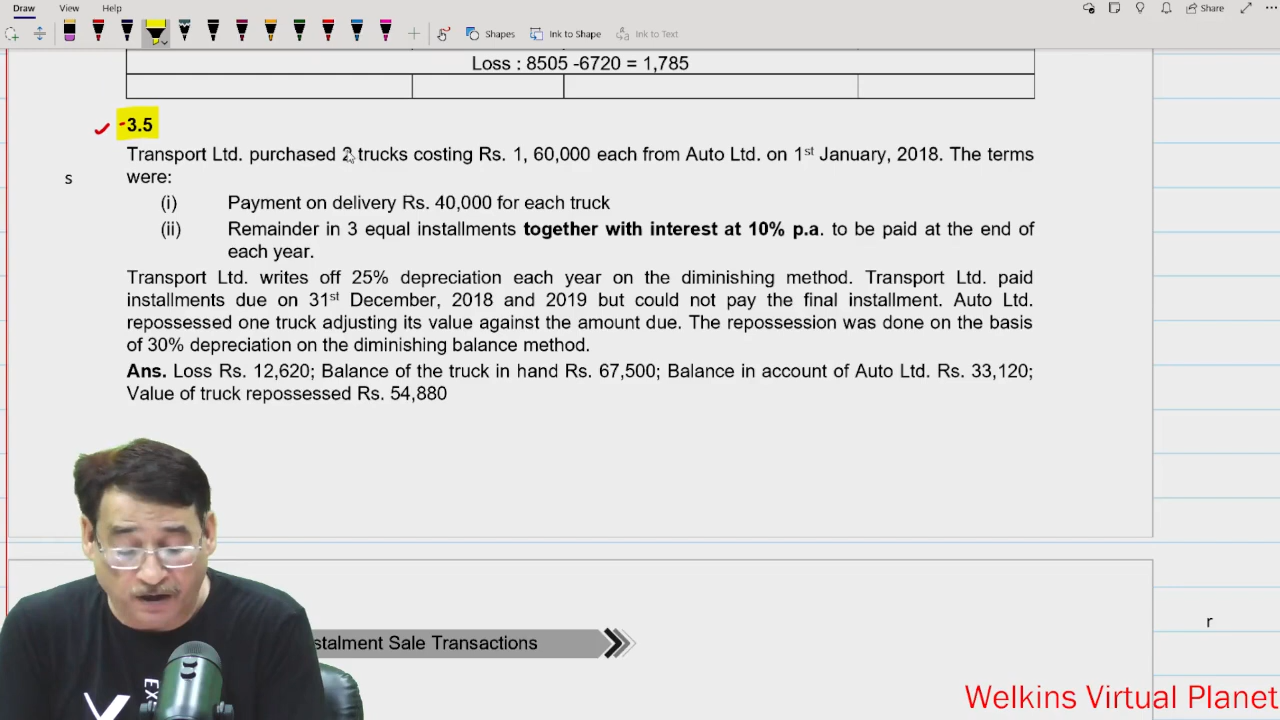 Draw View Help
Share
Shapes Ink to Shape Ink to Text
Loss : 8505 -6720 = 1,785
-3.5
Transport Ltd. purchased 2 trucks costing Rs. 1, 60,000 each from Auto Ltd. on 1st January, 2018. The terms
s
were:
(i) Payment on delivery Rs. 40,000 for each truck
(ii) Remainder in 3 equal installments together with interest at 10% p.a. to be paid at the end of
each year.
Transport Ltd. writes off 25% depreciation each year on the diminishing method. Transport Ltd. paid
installments due on 31st December, 2018 and 2019 but could not pay the final installment. Auto Ltd.
repossessed one truck adjusting its value against the amount due. The repossession was done on the basis
of 30% depreciation on the diminishing balance method.
Ans. Loss Rs. 12,620; Balance of the truck in hand Rs. 67,500; Balance in account of Auto Ltd. Rs. 33,120;
Value of truck repossessed Rs. 54,880
r
stalment Sale Transactions
EX
Welkins Virtual Planet